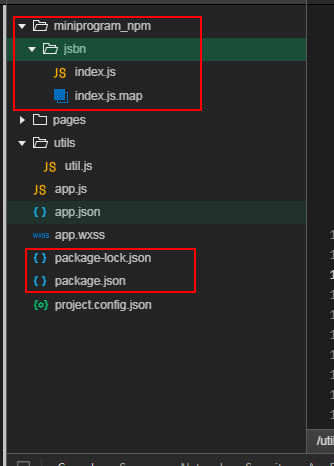 miniprogram_npm
jsbn
JS index.js
index.js.map
pages
utils
JS util.js
JS app.js
{ } app.json
wxss app.wxss
{ } package-lock.json
{ } package.json
{o} project.config.json
/uti